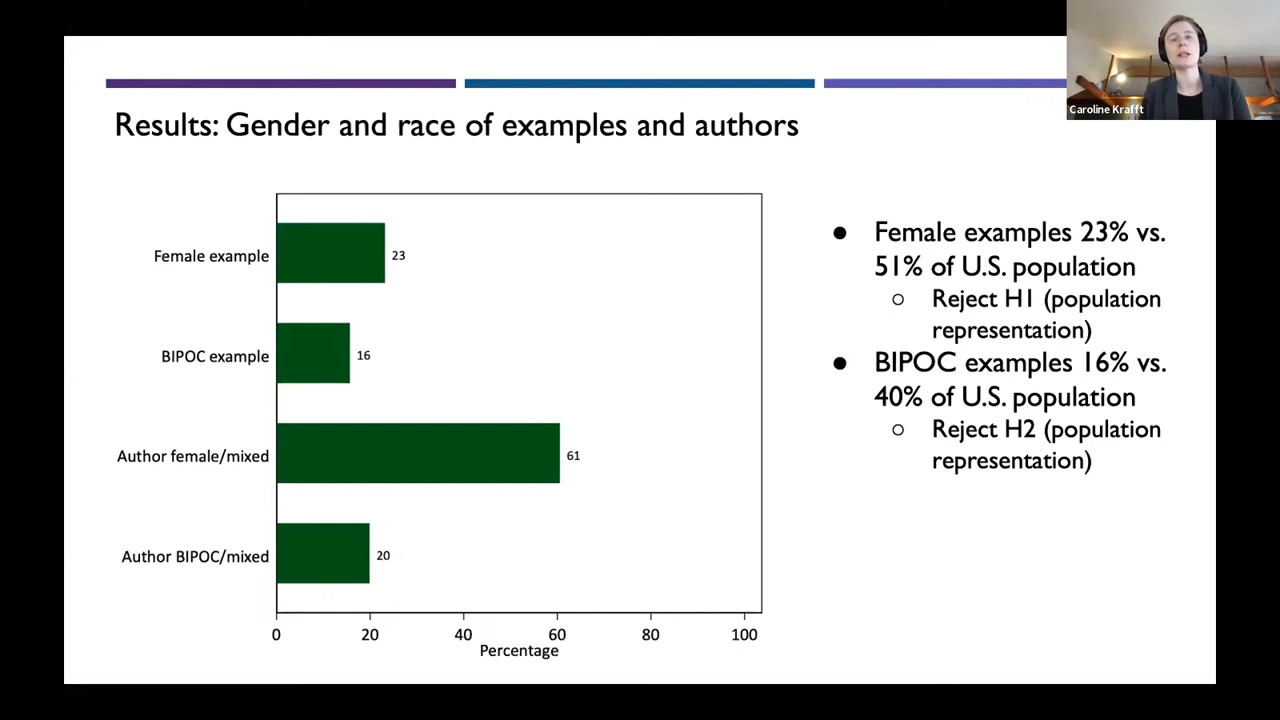 Caroline Krafft
Results: Gender and race of examples and authors
Female example
23
BIPOC example
16
Author female/mixed
61
Author BIPOC/mixed
20
0 20 40 60 80 100
Percentage
● Female examples 23% vs.
51% of U.S. population
○ Reject H1 (population
representation)
● BIPOC examples 16% vs.
40% of U.S. population
○ Reject H2 (population
representation)